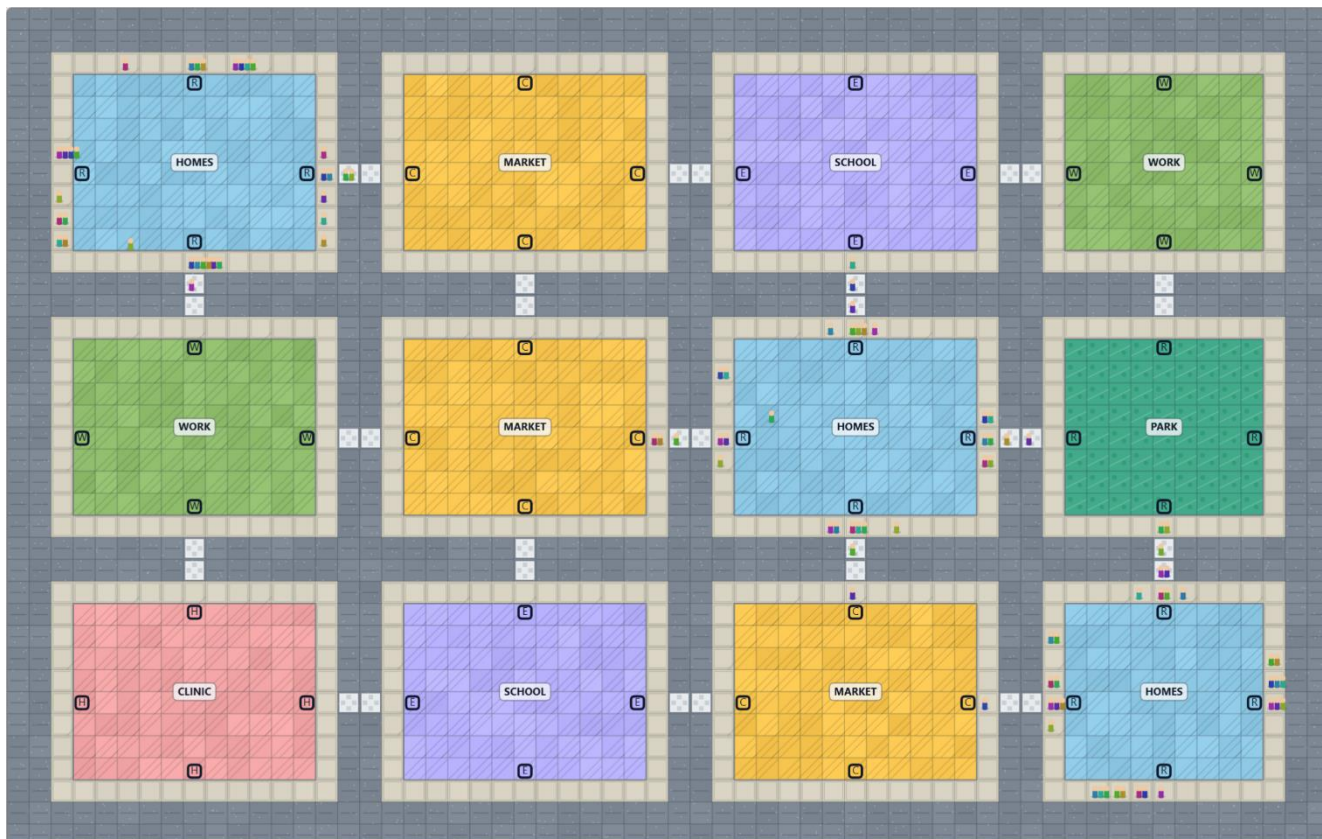 R C E W
HOMES MARKET SCHOOL WORK
R R C C E E W W
R C E W
W C R R
WORK MARKET HOMES PARK
W W C C R R R R
W C R R
H E C R
CLINIC SCHOOL MARKET HOMES
H H E E C C R R
H E C R